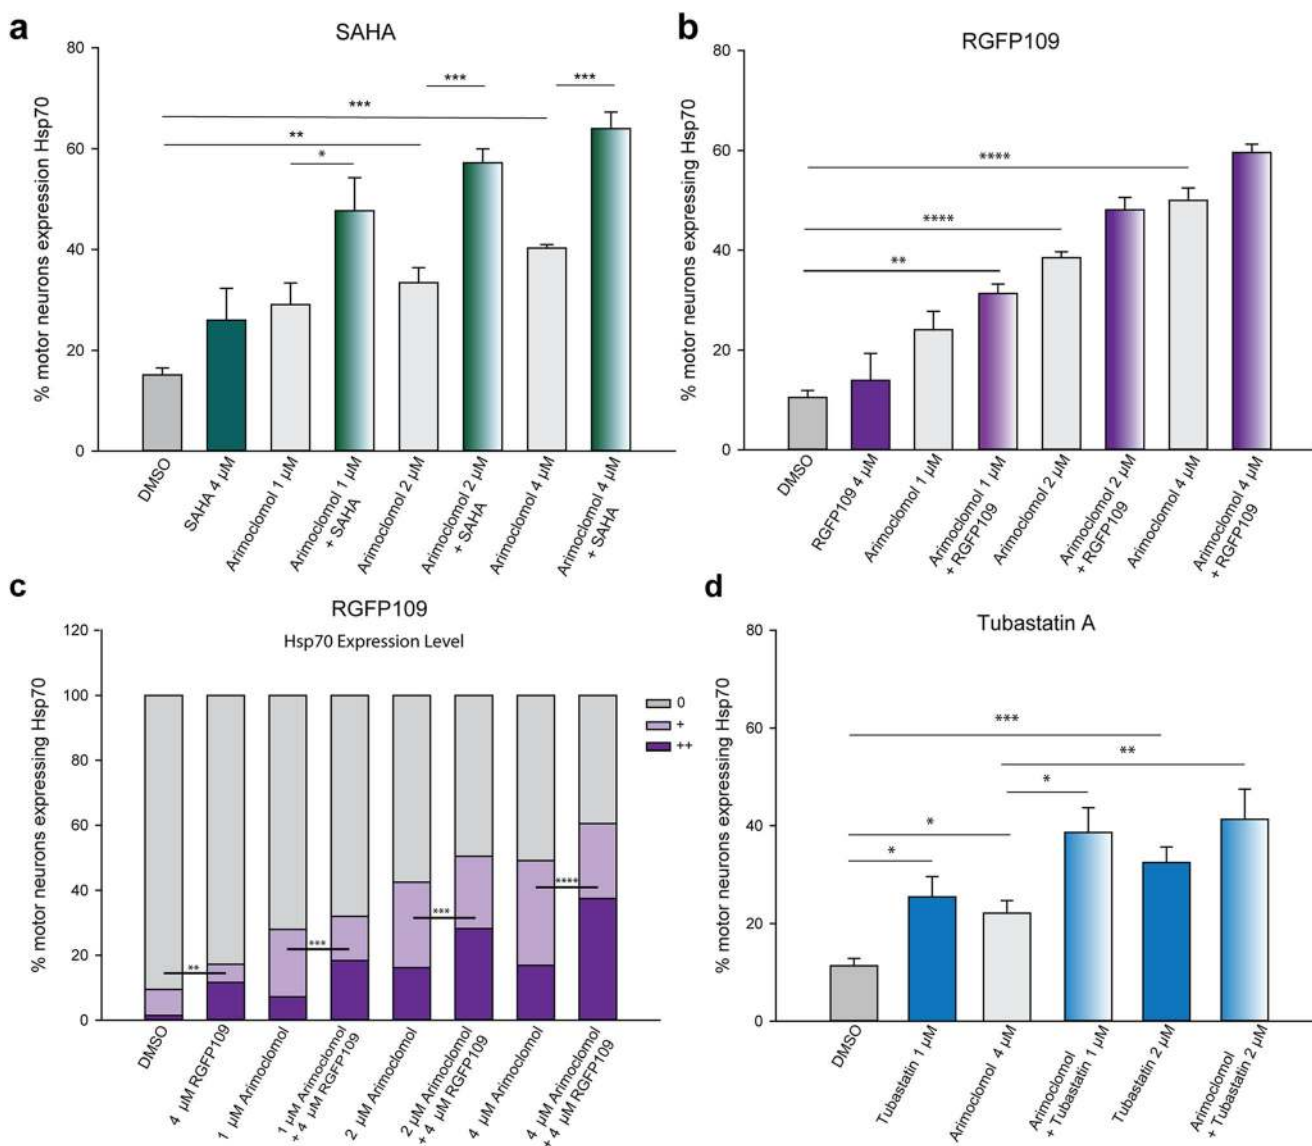 a
SAHA
% motor neurons expression Hsp70
80
60
40
20
0
***
***
***
**
*
DMSO
SAHA 4 µM
Arimoclomol 1 µM
Arimoclomol 1 µM
+ SAHA
Arimoclomol 2 µM
Arimoclomol 2 µM
+ SAHA
Arimoclomol 4 µM
Arimoclomol 4 µM
+ SAHA
b
RGFP109
% motor neurons expressing Hsp70
80
60
40
20
0
****
****
**
DMSO
RGFP109 4 µM
Arimoclomol 1 µM
Arimoclomol 1 µM
+ RGFP109
Arimoclomol 2 µM
Arimoclomol 2 µM
+ RGFP109
Arimoclomol 4 µM
Arimoclomol 4 µM
+ RGFP109
c
RGFP109
Hsp70 Expression Level
% motor neurons expressing Hsp70
120
100
80
60
40
20
0
0
+
++
**
***
***
****
DMSO
4 µM RGFP109
1 µM Arimoclomol
1 µM Arimoclomol
+ 4 µM RGFP109
2 µM Arimoclomol
2 µM Arimoclomol
+ 4 µM RGFP109
4 µM Arimoclomol
4 µM Arimoclomol
+ 4 µM RGFP109
d
Tubastatin A
% motor neurons expressing Hsp70
80
60
40
20
0
***
**
*
*
*
DMSO
Tubastatin 1 µM
Arimoclomol 4 µM
Arimoclomol
+ Tubastatin 1 µM
Tubastatin 2 µM
Arimoclomol
+ Tubastatin 2 µM